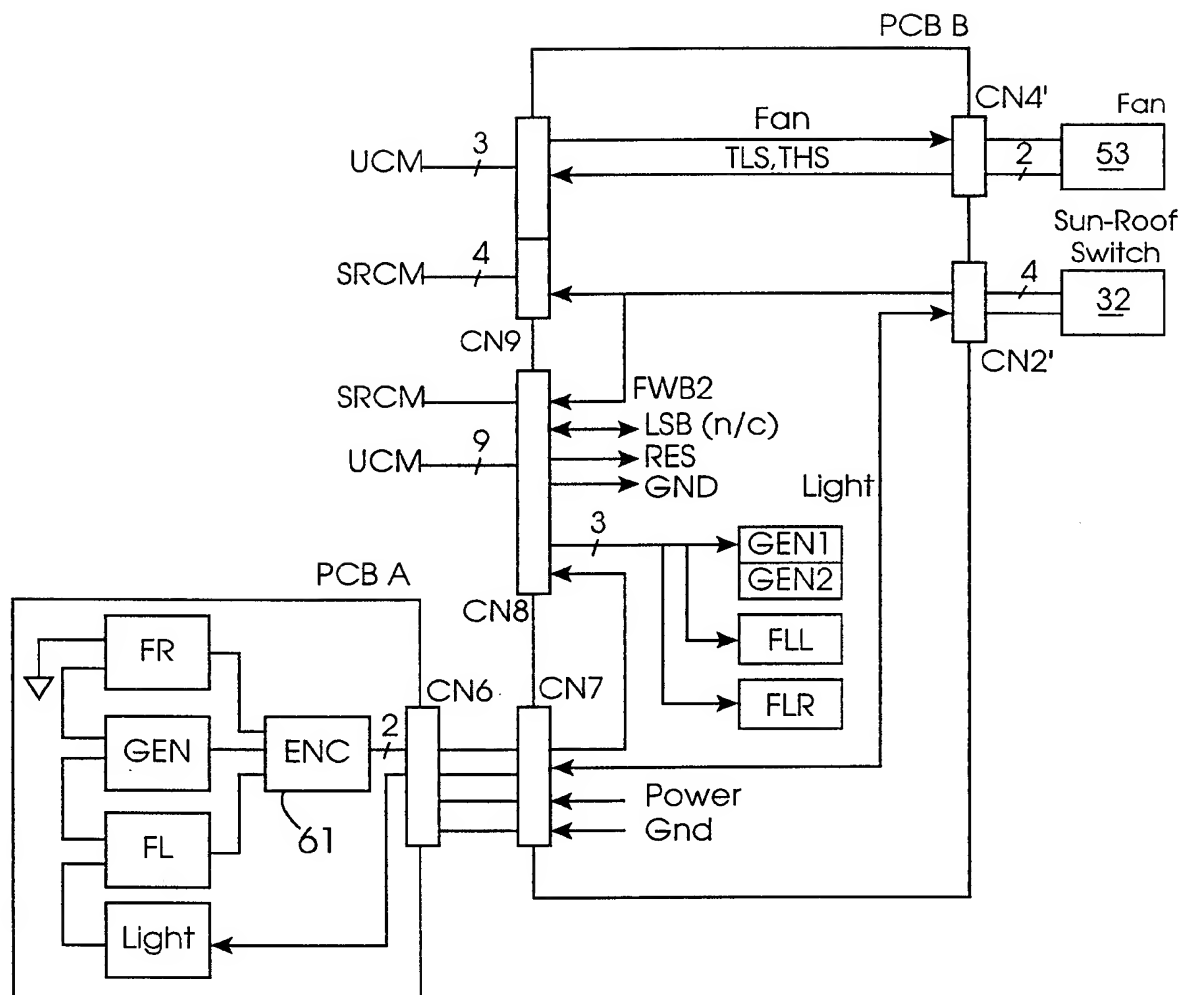 PCB B
CN4'
Fan
Fan
3
UCM
TLS,THS
2
53
Sun-Roof
Switch
4
SRCM
4
32
CN9
CN2'
SRCM
FWB2
LSB (n/c)
9
UCM
RES
GND
Light
3
GEN1
GEN2
PCB A
CN8
FLL
FR
CN6
CN7
FLR
GEN
ENC
2
Power
61
Gnd
FL
Light